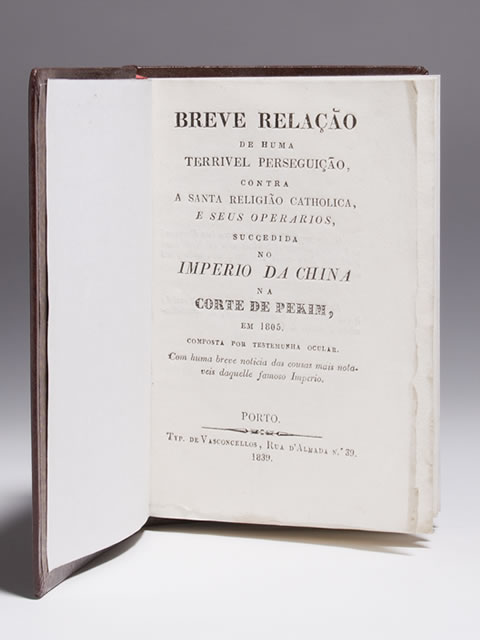 BREVE RELAÇÃO
DE HUMA
TERRIVEL PERSEGUIÇÃO,
CONTRA
A SANTA RELIGIÃO CATHOLICA,
E SEUS OPERARIOS,
SUCCEDIDA
NO
IMPERIO DA CHINA
NA
CORTE DE PEKIM,
EM 1805.
COMPOSTA POR TESTEMUNHA OCULAR.
Com huma breve noticia das cousas mais nota-
veis daquelle famoso Imperio.
PORTO.
TYP. DE VASCONCELLOS, RUA D'ALMADA N.º 39.
1839.